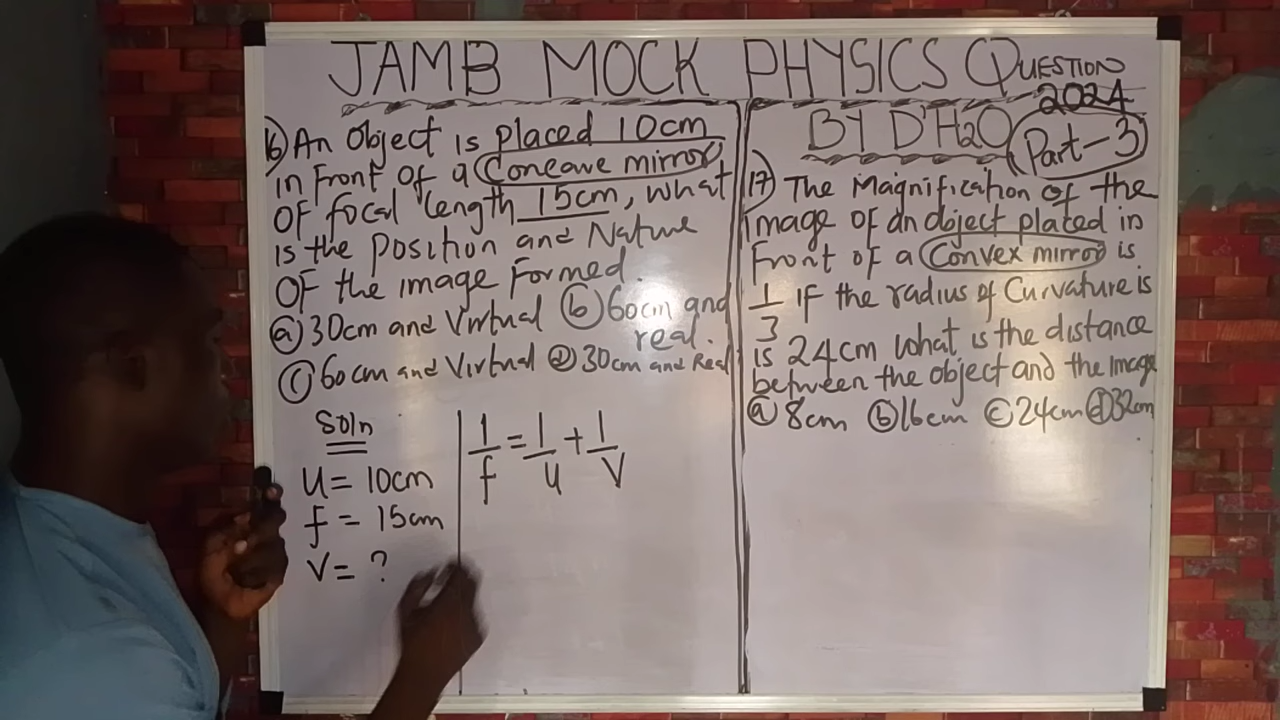 JAMB MOCK PHYSICS QUESTION
2024
BY D'H2O
Part-3
16) An Object is placed 10cm
in Front OF a Concave mirror
OF focal length 15cm, what
is the Position and Nature
OF the image Formed.
(a) 30cm and Virtual (b) 60cm and
real.
(c) 60cm and Virtual (d) 30cm and Real
Soln
u = 10cm
f = 15cm
v = ?
1/f = 1/u + 1/v
17) The Magnification of the
image of an object placed in
Front of a Convex mirror is
1/3 if the radius of Curvature is
is 24cm what is the distance
between the object and the Image
(a) 8cm (b) 16cm (c) 24cm (d) 32cm